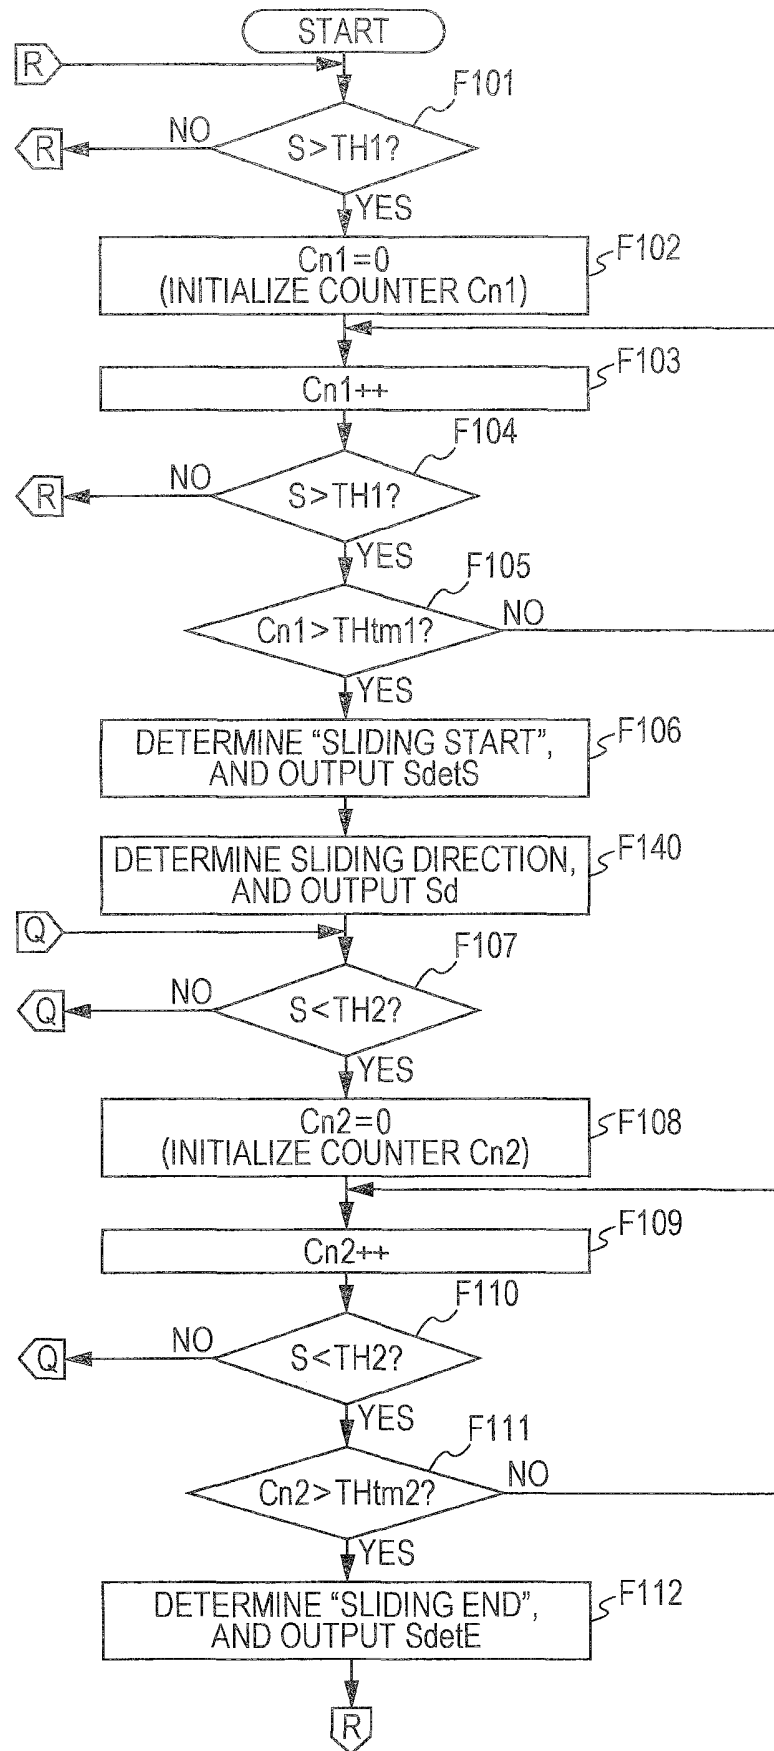 START
R
F101
NO
R
S>TH1?
YES
Cn1=0
(INITIALIZE COUNTER Cn1)
F102
Cn1++
F103
F104
NO
R
S>TH1?
YES
F105
Cn1>THtm1?
NO
YES
DETERMINE “SLIDING START”,
AND OUTPUT SdetS
F106
DETERMINE SLIDING DIRECTION,
AND OUTPUT Sd
F140
Q
F107
NO
Q
S<TH2?
YES
Cn2=0
(INITIALIZE COUNTER Cn2)
F108
Cn2++
F109
F110
NO
Q
S<TH2?
YES
F111
Cn2>THtm2?
NO
YES
DETERMINE “SLIDING END”,
AND OUTPUT SdetE
F112
R